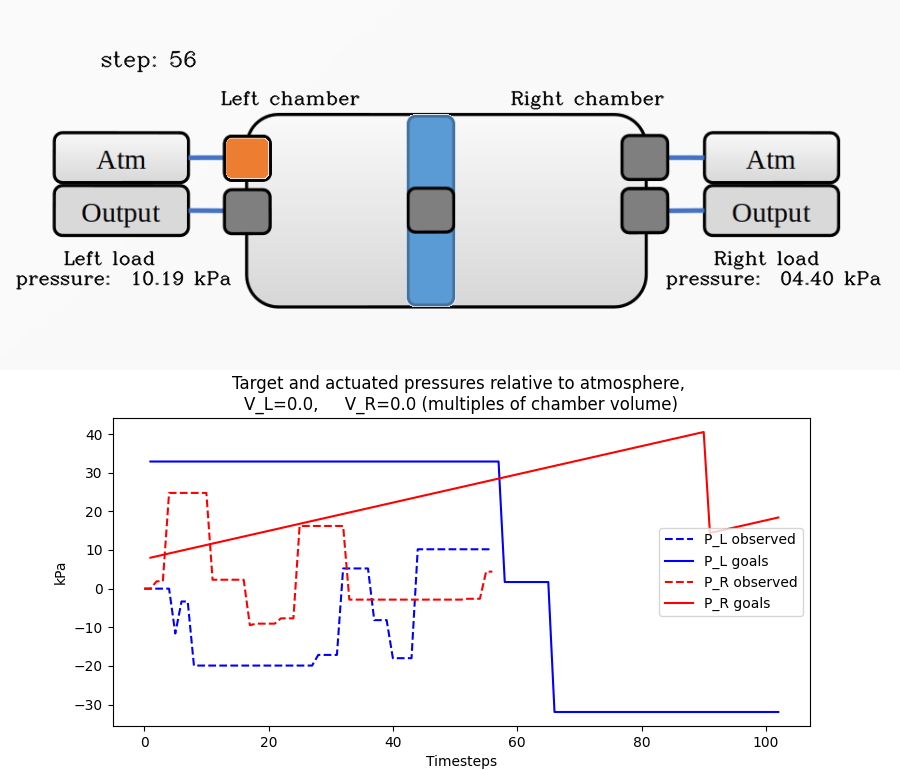 step: 56
Left chamber
Right chamber
Atm
Atm
Output
Output
Left load
pressure: 10.19 kPa
Right load
pressure: 04.40 kPa
Target and actuated pressures relative to atmosphere,
V_L=0.0, V_R=0.0 (multiples of chamber volume)
40
30
20
10
0
−10
−20
−30
kPa
P_L observed
P_L goals
P_R observed
P_R goals
0 20 40 60 80 100
Timesteps